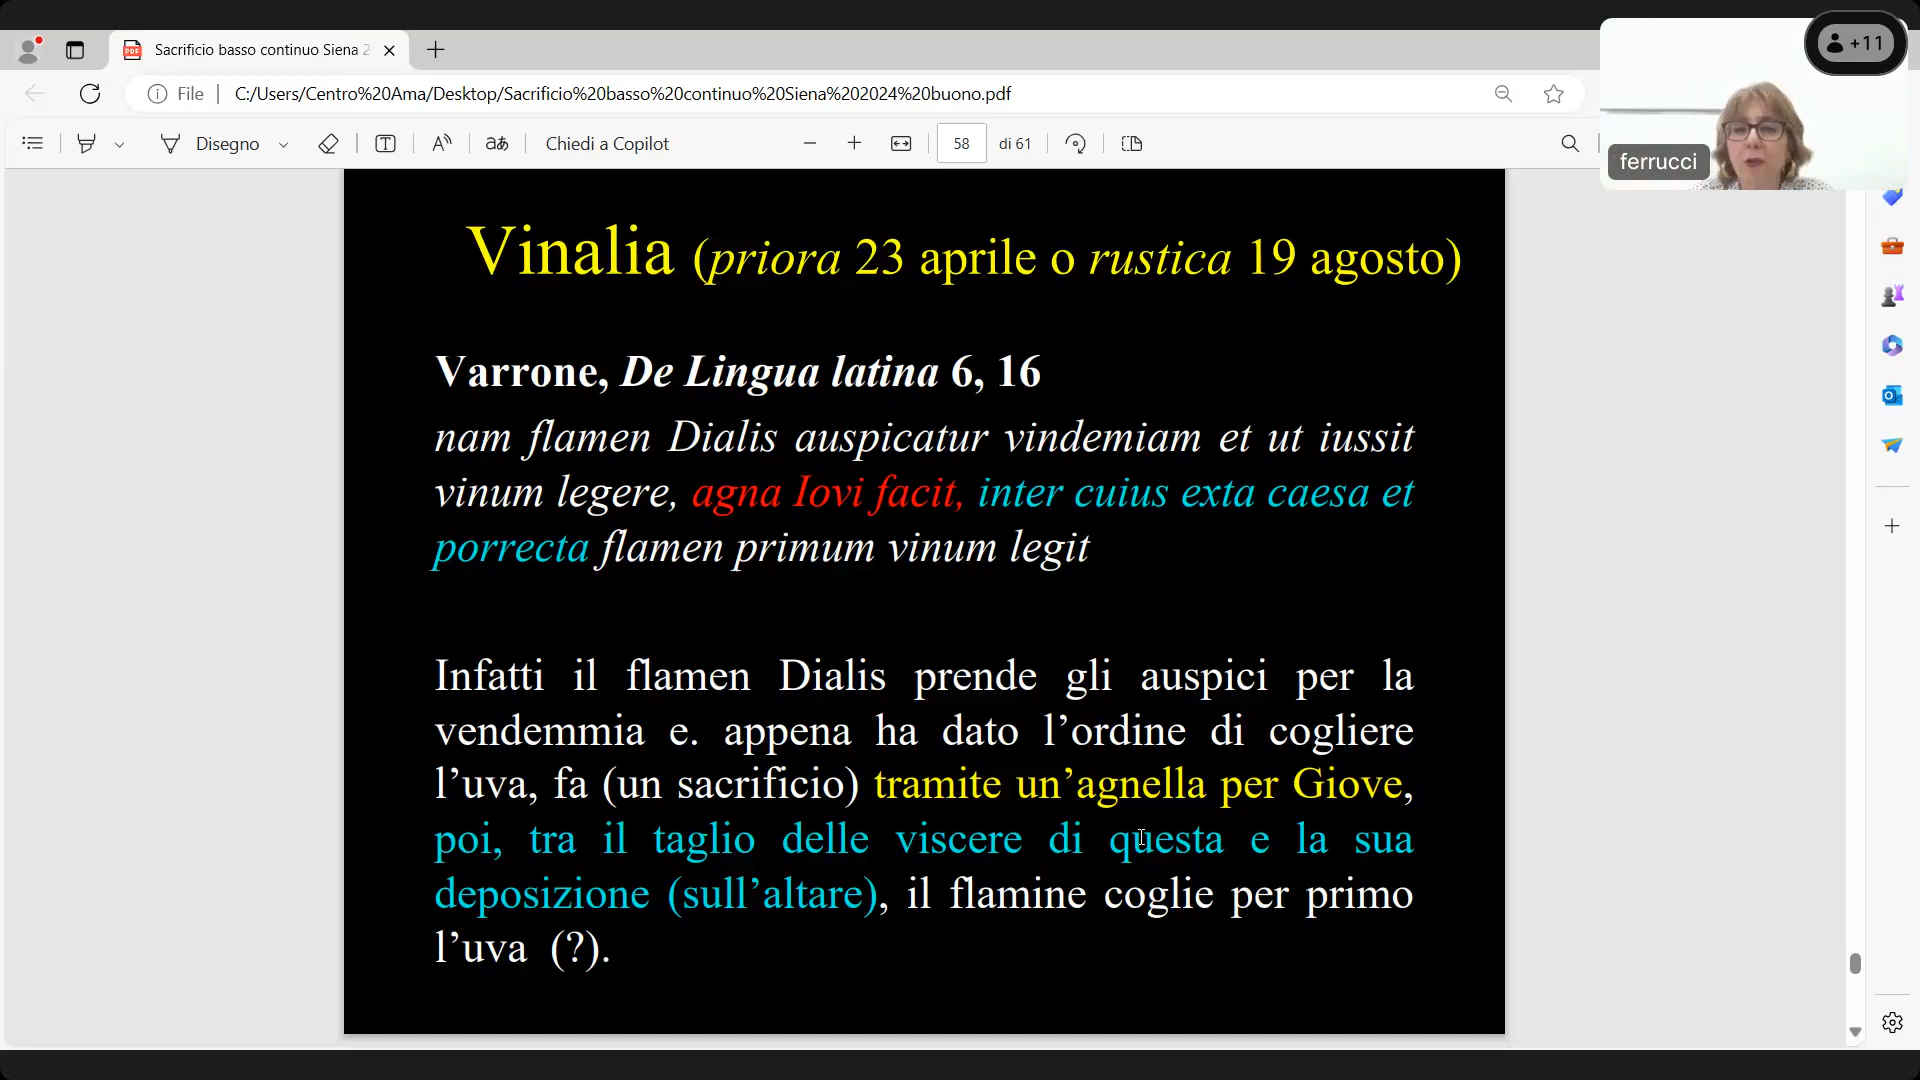 Sacrificio basso continuo Siena 2
+11
File
C:/Users/Centro%20Ama/Desktop/Sacrificio%20basso%20continuo%20Siena%202024%20buono.pdf
Disegno
Chiedi a Copilot
58
di 61
ferrucci
Vinalia (priora 23 aprile o rustica 19 agosto)
Varrone, De Lingua latina 6, 16
nam flamen Dialis auspicatur vindemiam et ut iussit
vinum legere, agna Iovi facit, inter cuius exta caesa et
porrecta flamen primum vinum legit
Infatti il flamen Dialis prende gli auspici per la
vendemmia e. appena ha dato l’ordine di cogliere
l’uva, fa (un sacrificio) tramite un’agnella per Giove,
poi, tra il taglio delle viscere di questa e la sua
deposizione (sull’altare), il flamine coglie per primo
l’uva (?).